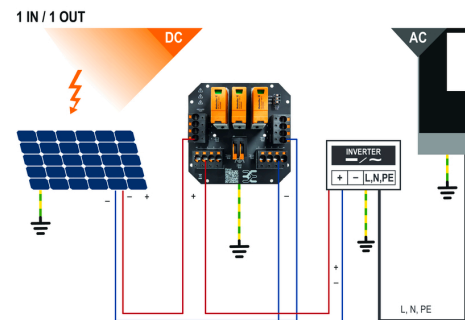 1 IN / 1 OUT
DC
AC
INVERTER
+ − L,N,PE
− − +
+
−
+
−
L, N, PE